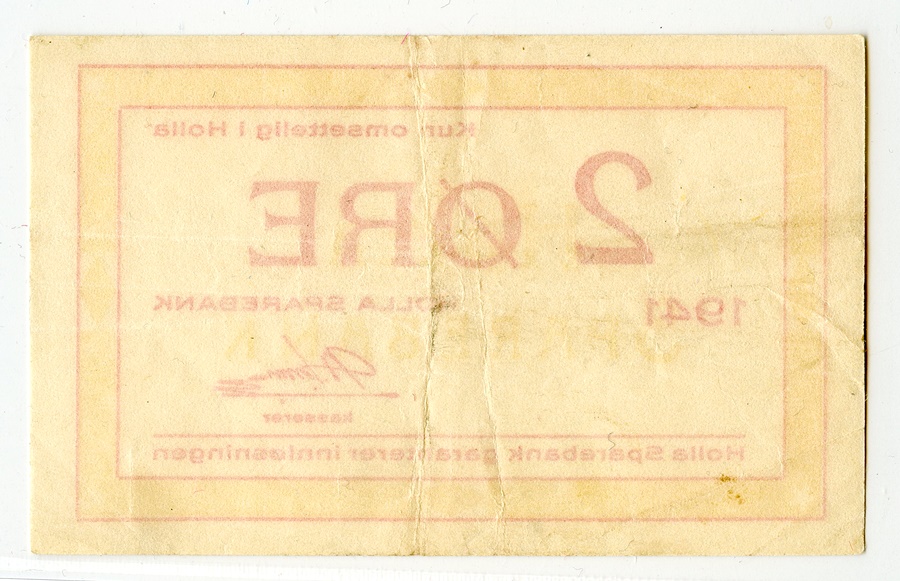 Kun omsettelig i Holla
2 ØRE
1941 HOLLA SPAREBANK
kasserer
Holla Sparebank garanterer innløsningen